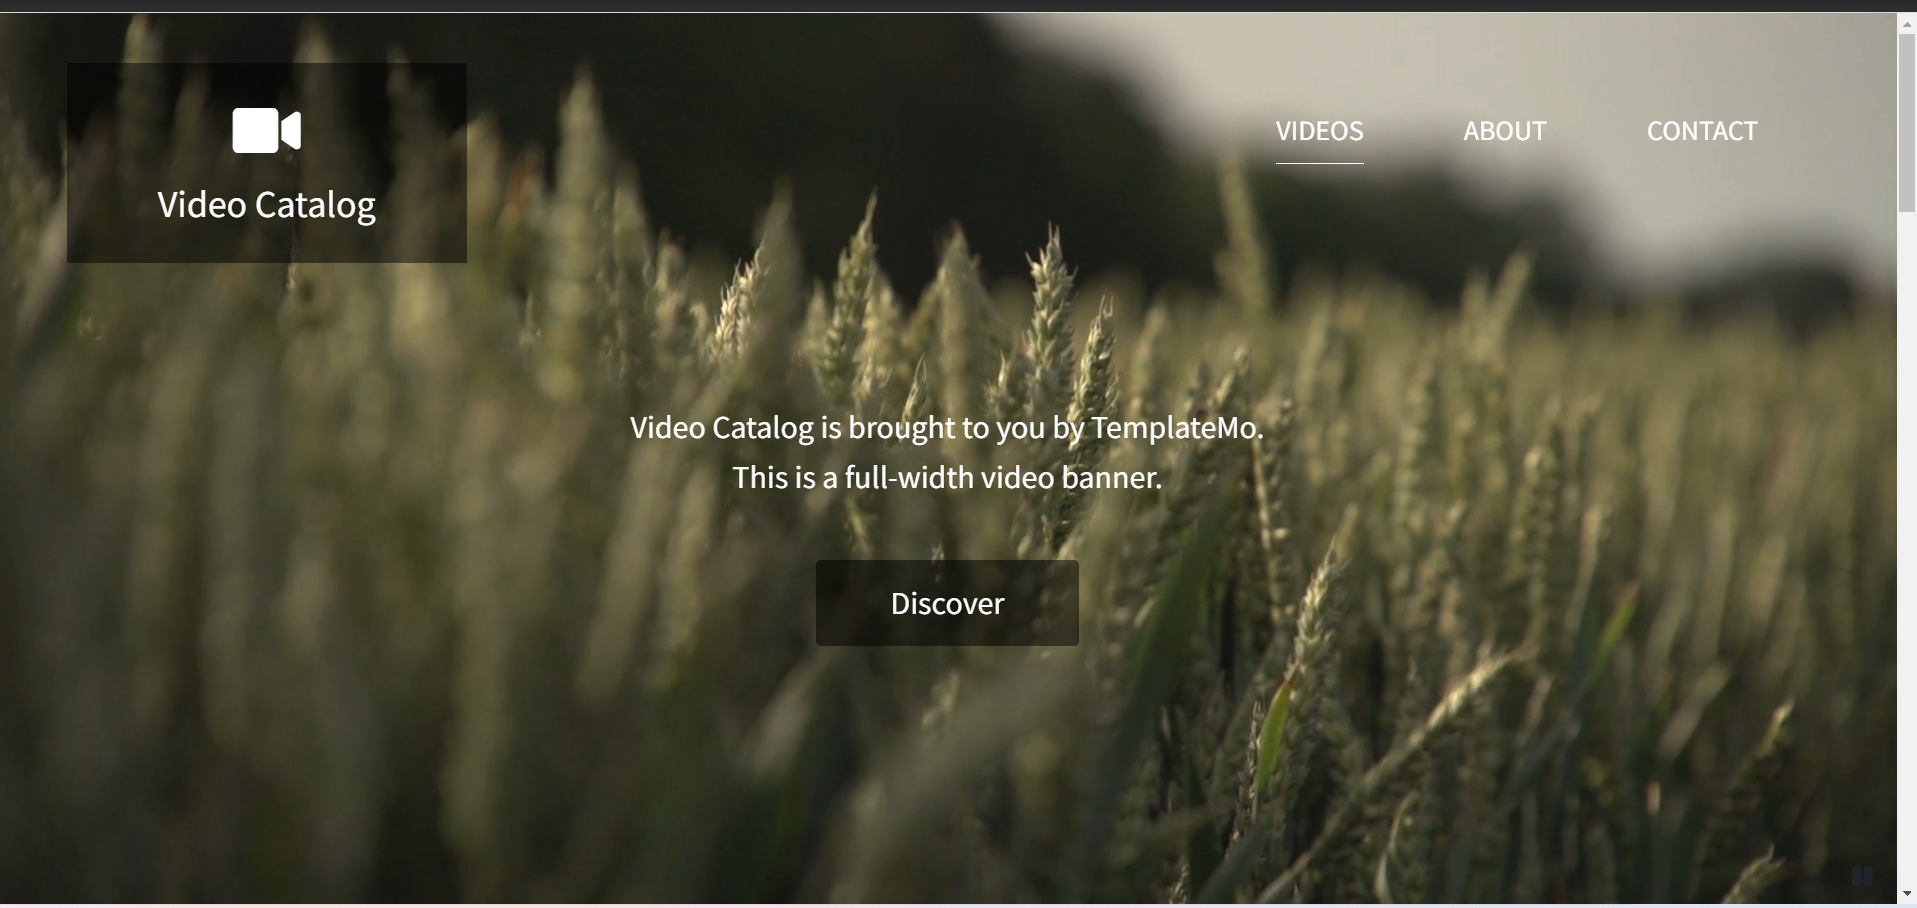 Video Catalog
VIDEOS
ABOUT
CONTACT
Video Catalog is brought to you by TemplateMo.
This is a full-width video banner.
Discover